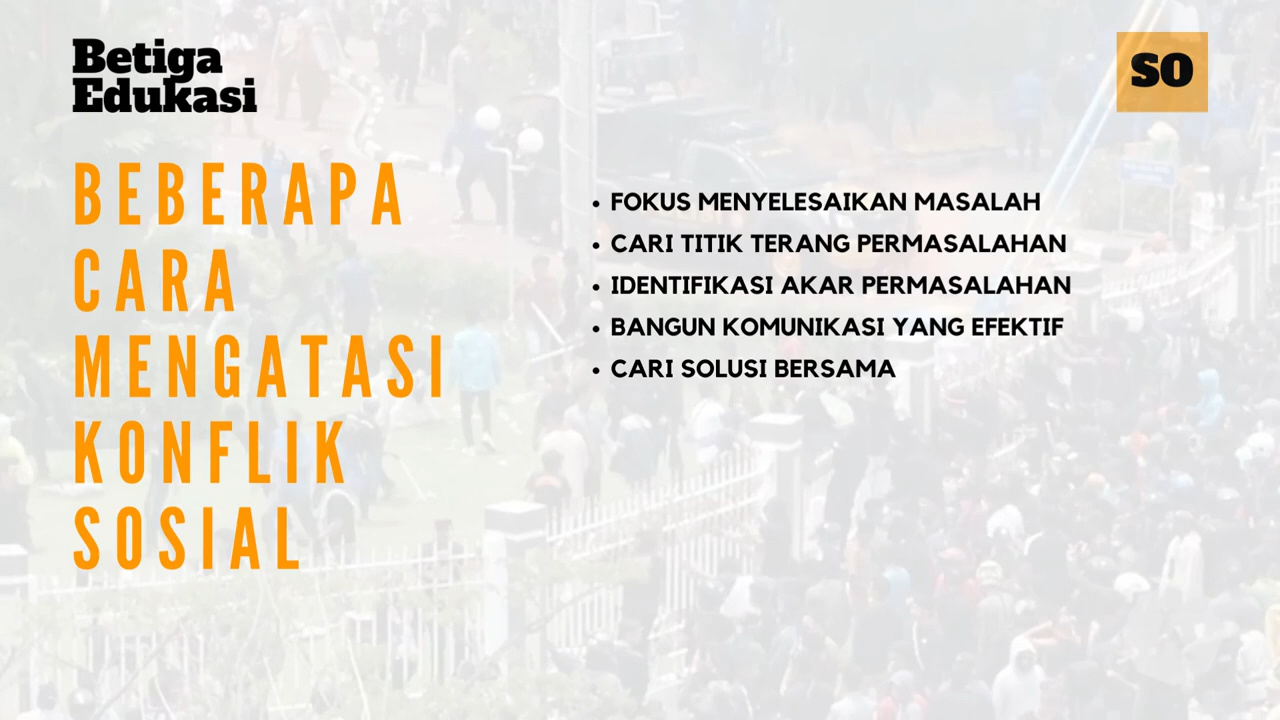 Betiga
Edukasi
SO
BEBERAPA
CARA
MENGATASI
KONFLIK
SOSIAL
• FOKUS MENYELESAIKAN MASALAH
• CARI TITIK TERANG PERMASALAHAN
• IDENTIFIKASI AKAR PERMASALAHAN
• BANGUN KOMUNIKASI YANG EFEKTIF
• CARI SOLUSI BERSAMA